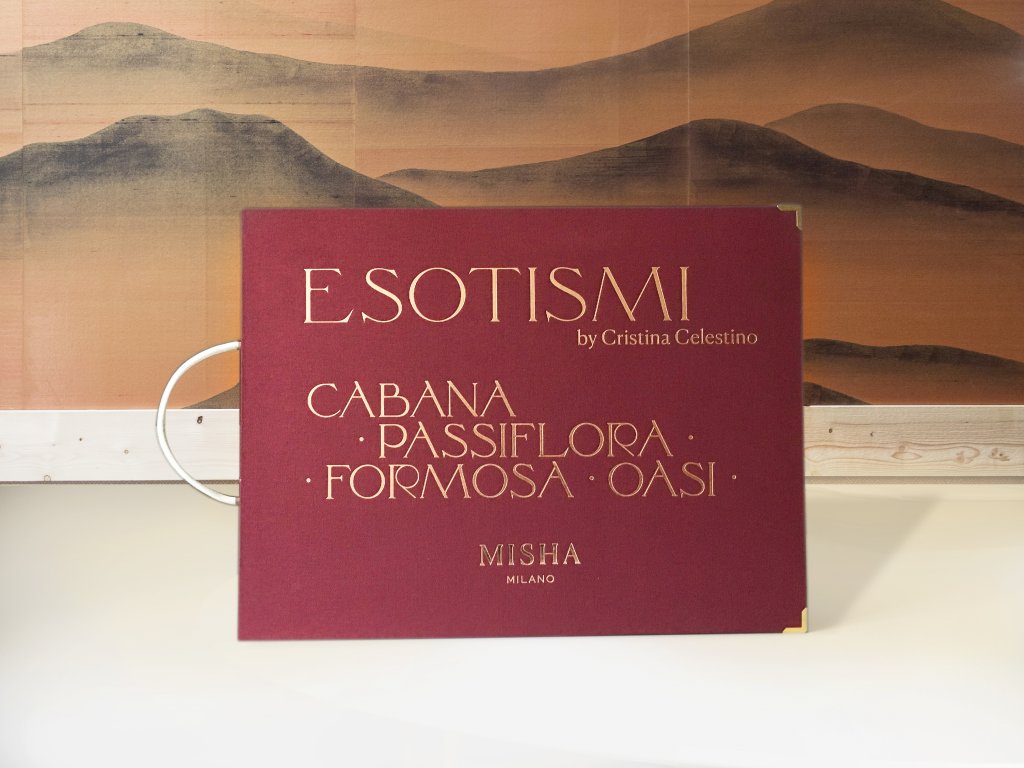 ESOTISMI
by Cristina Celestino
CABANA
· PASSIFLORA ·
· FORMOSA · OASI ·
MISHA
MILANO